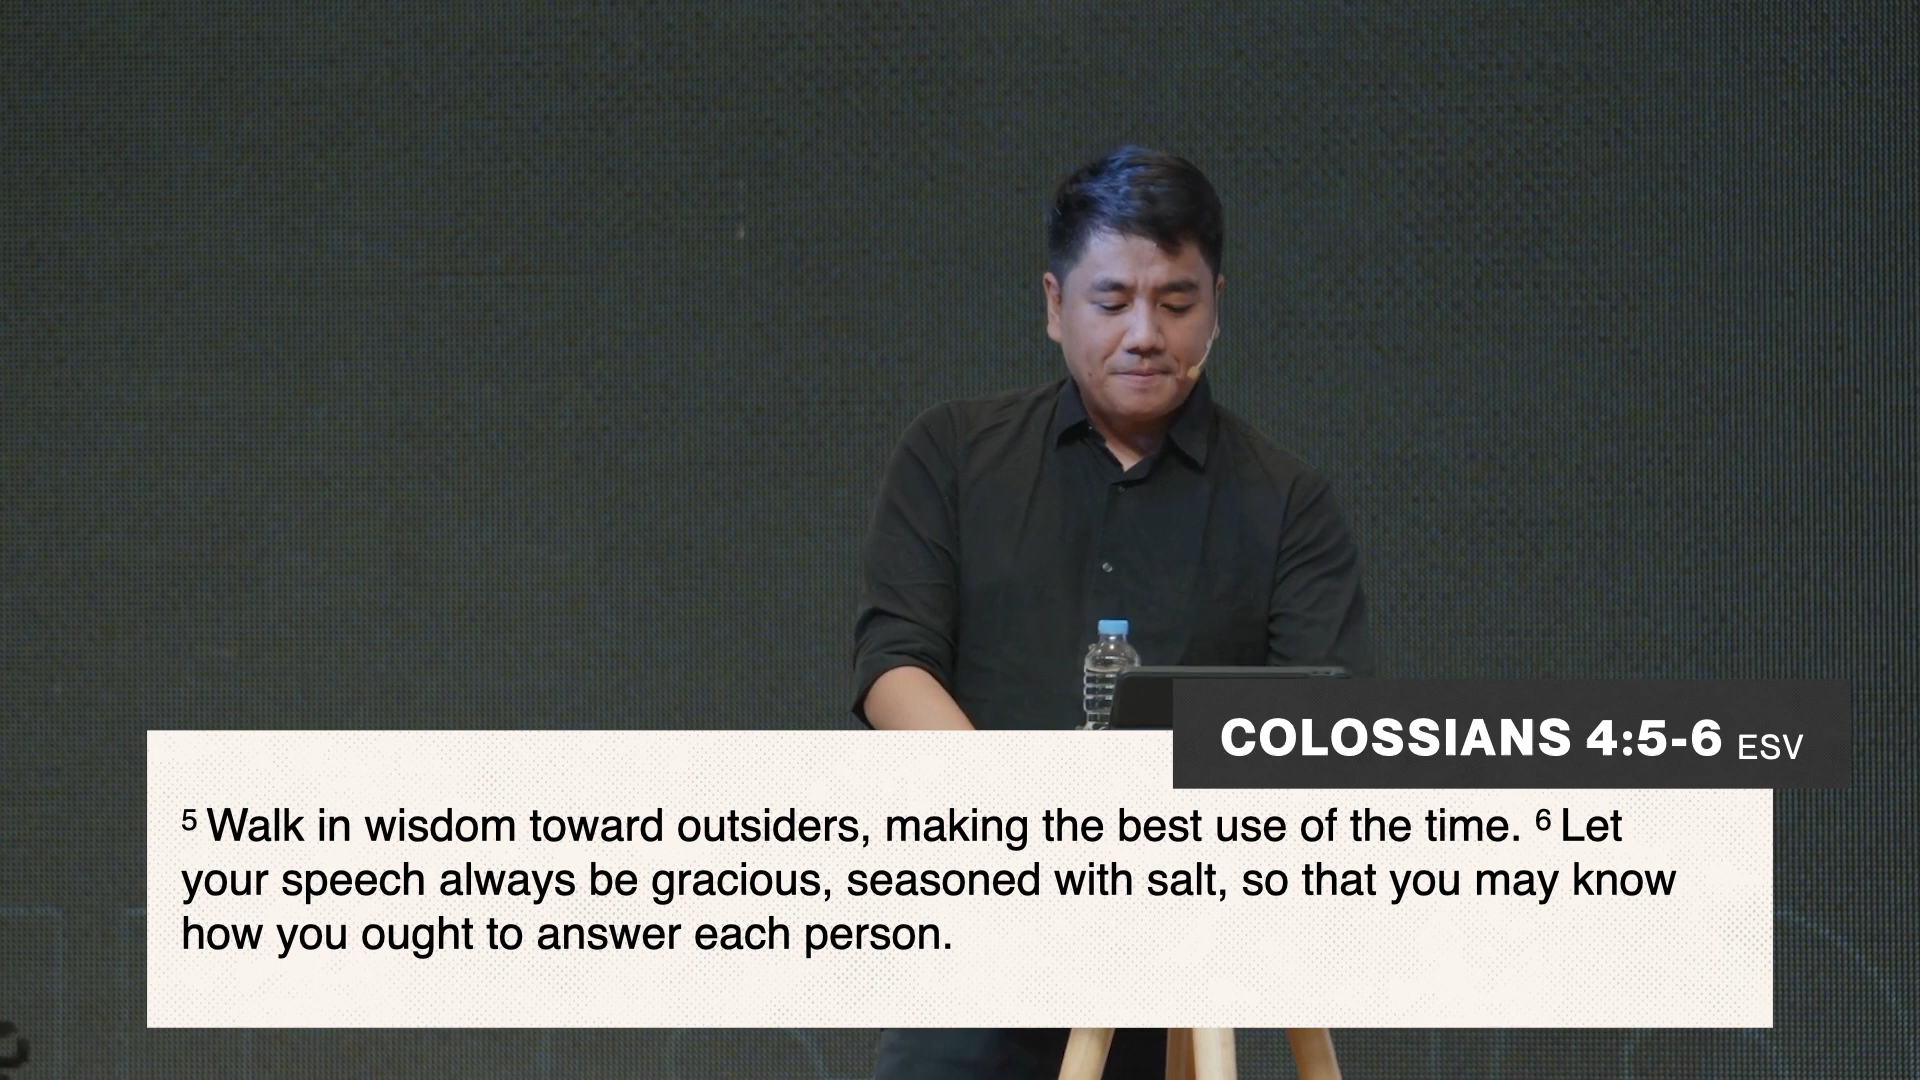 COLOSSIANS 4:5-6 ESV
5 Walk in wisdom toward outsiders, making the best use of the time. 6 Let
your speech always be gracious, seasoned with salt, so that you may know
how you ought to answer each person.